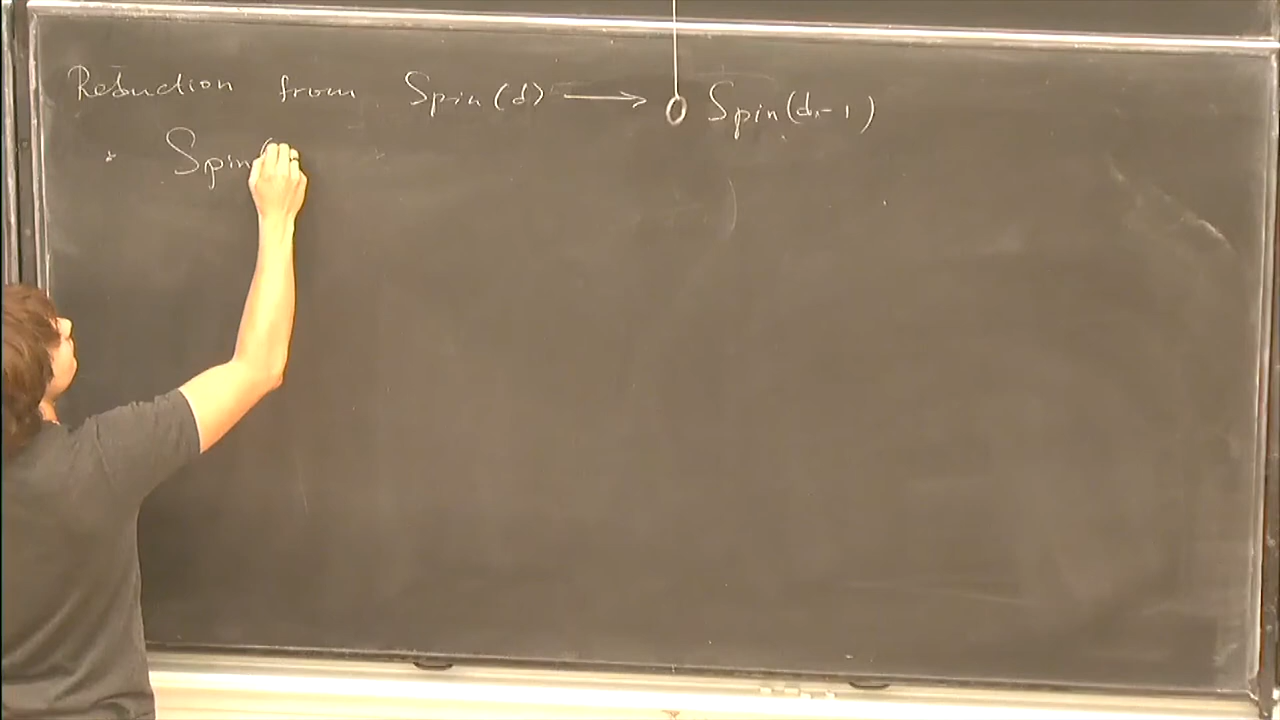 Reduction from Spin(d) ⟶ Spin(d-1)
* Spin(